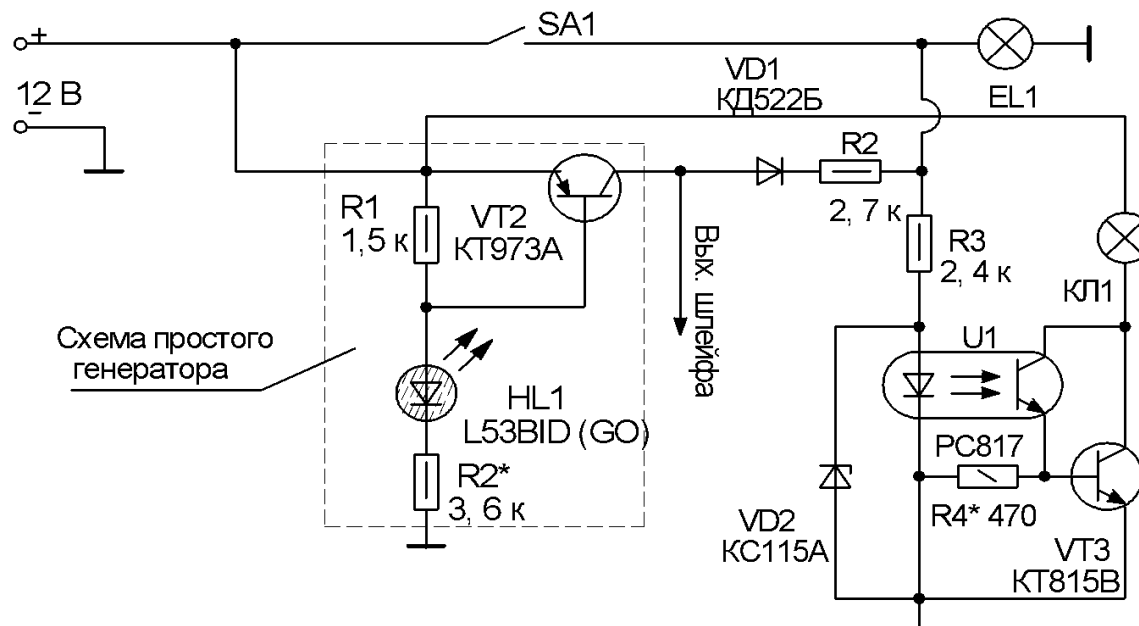 +
SA1
12 В
−
VD1
КД522Б
EL1
R2
2, 7 к
R1
1,5 к
VT2
КТ973А
Вых. шлейфа
R3
2, 4 к
КЛ1
Схема простого
генератора
U1
HL1
L53BID (GO)
PC817
R2*
3, 6 к
R4* 470
VD2
КС115А
VT3
КТ815В